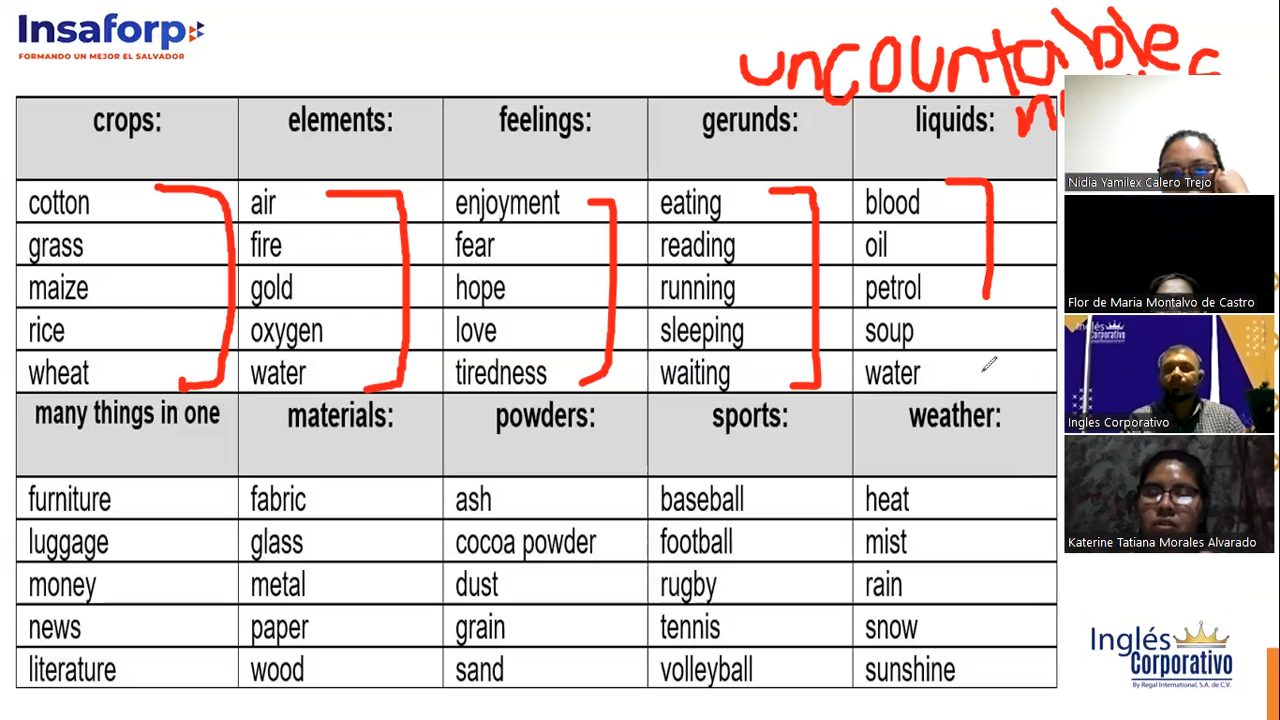 Insaforp
FORMANDO UN MEJOR EL SALVADOR
uncountable
crops: elements: feelings: gerunds: liquids:
cotton air enjoyment eating blood
grass fire fear reading oil
maize gold hope running petrol
rice oxygen love sleeping soup
wheat water tiredness waiting water
many things in one materials: powders: sports: weather:
furniture fabric ash baseball heat
luggage glass cocoa powder football mist
money metal dust rugby rain
news paper grain tennis snow
literature wood sand volleyball sunshine
Nidia Yamilex Calero Trejo
Flor de Maria Montalvo de Castro
Inglés Corporativo
Ingles Corporativo
Katerine Tatiana Morales Alvarado
Inglés
Corporativo
By Regal International, S.A. de C.V.